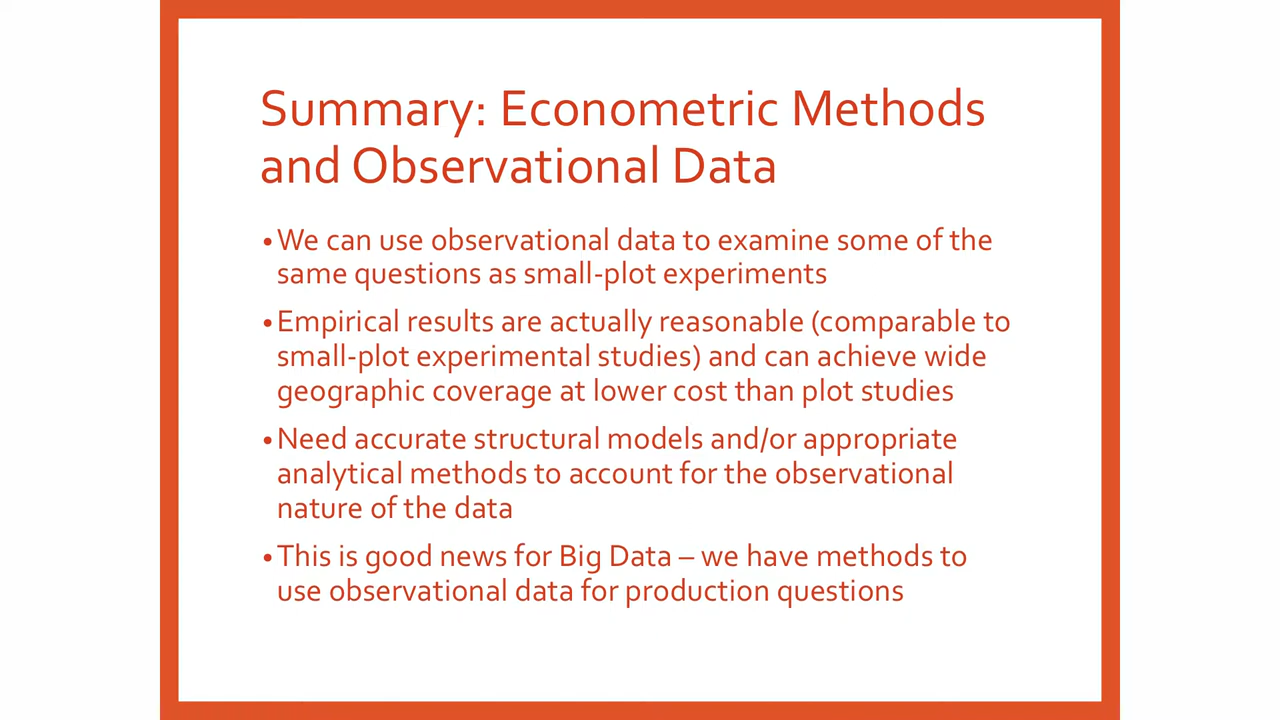 Summary: Econometric Methods
and Observational Data
• We can use observational data to examine some of the
same questions as small-plot experiments
• Empirical results are actually reasonable (comparable to
small-plot experimental studies) and can achieve wide
geographic coverage at lower cost than plot studies
• Need accurate structural models and/or appropriate
analytical methods to account for the observational
nature of the data
• This is good news for Big Data – we have methods to
use observational data for production questions